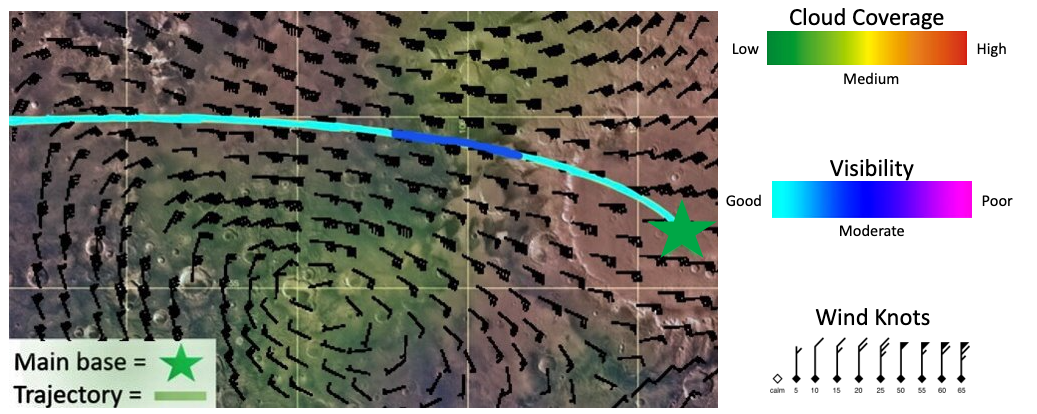 Cloud Coverage
Low
High
Medium
Visibility
Good
Poor
Moderate
Wind Knots
calm 5 10 15 20 25 50 55 60 65
Main base =
Trajectory =